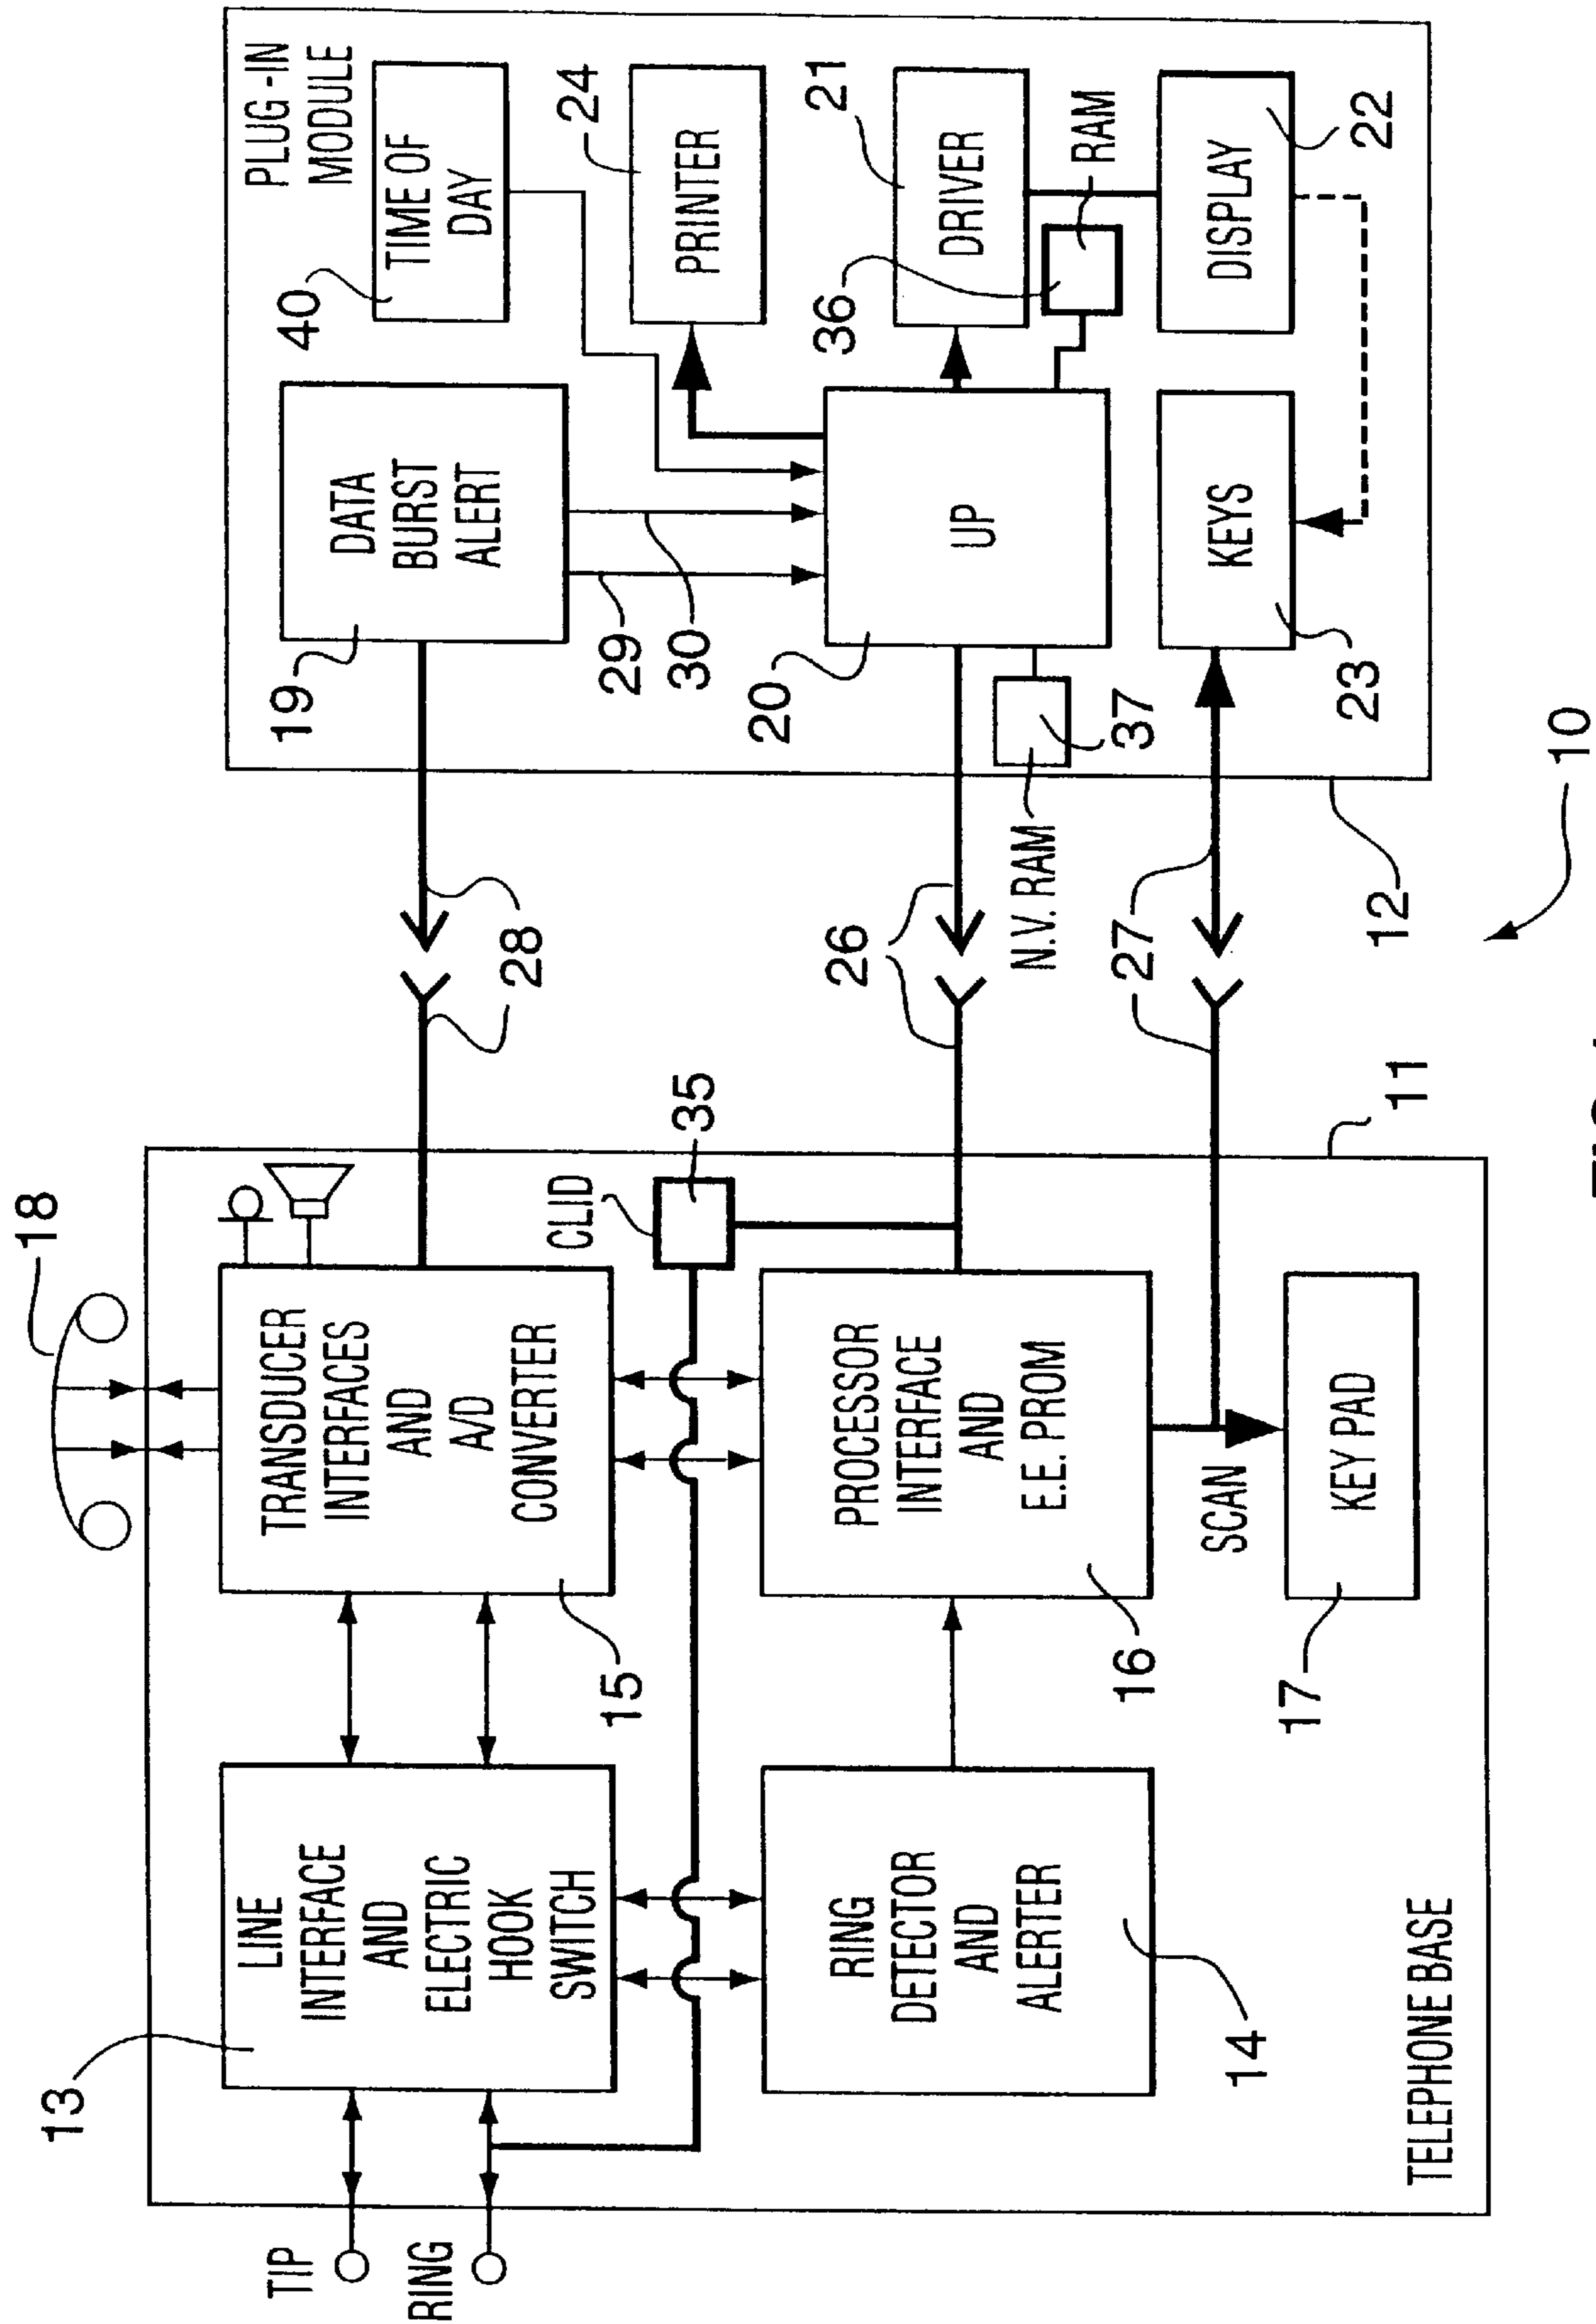 18
13
TIP
RING
LINE
INTERFACE
AND
ELECTRIC
HOOK
SWITCH
TRANSDUCER
INTERFACES
AND
A/D
CONVERTER
15
CLID
35
RING
DETECTOR
AND
ALERTER
14
PROCESSOR
INTERFACE
AND
E.E. PROM
16
SCAN
KEY PAD
17
TELEPHONE BASE
11
28
26
27
PLUG-IN
MODULE
19
DATA
BURST
ALERT
40
TIME OF
DAY
29
30
24
PRINTER
20
UP
21
DRIVER
36
RAM
N.V. RAM
37
KEYS
23
DISPLAY
22
12
10